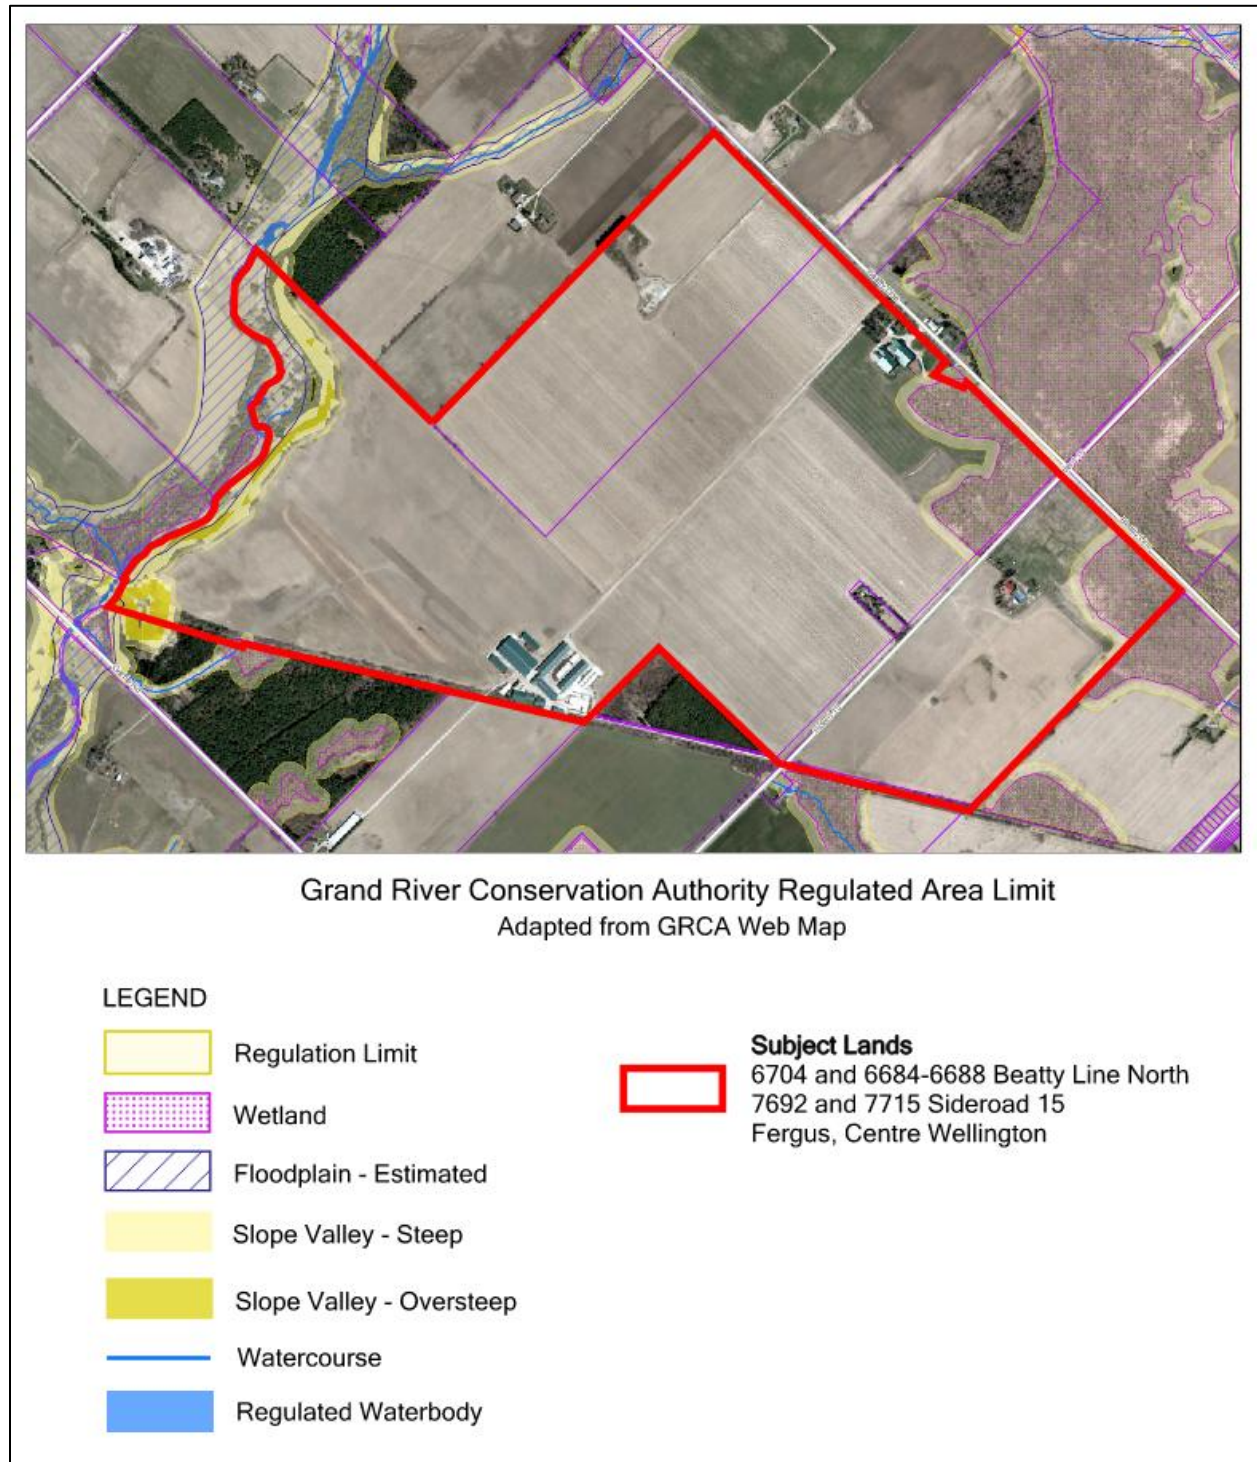 Grand River Conservation Authority Regulated Area Limit
Adapted from GRCA Web Map
LEGEND
Regulation Limit
Wetland
Floodplain - Estimated
Slope Valley - Steep
Slope Valley - Oversteep
Watercourse
Regulated Waterbody
Subject Lands
6704 and 6684-6688 Beatty Line North
7692 and 7715 Sideroad 15
Fergus, Centre Wellington